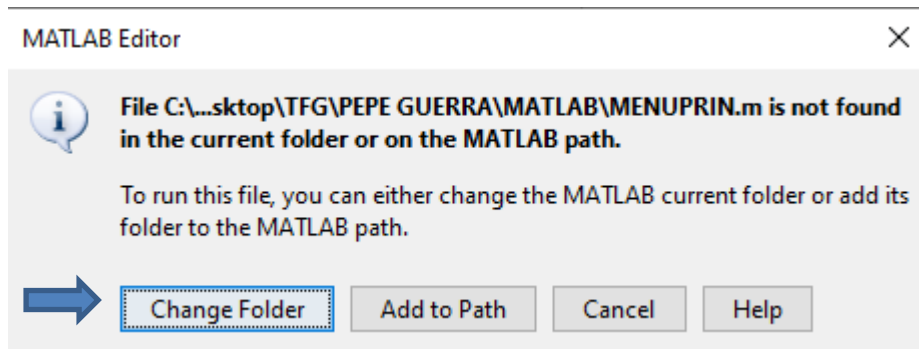 MATLAB Editor
File C:\...sktop\TFG\PEPE GUERRA\MATLAB\MENUPRIN.m is not found
in the current folder or on the MATLAB path.
To run this file, you can either change the MATLAB current folder or add its
folder to the MATLAB path.
Change Folder Add to Path Cancel Help